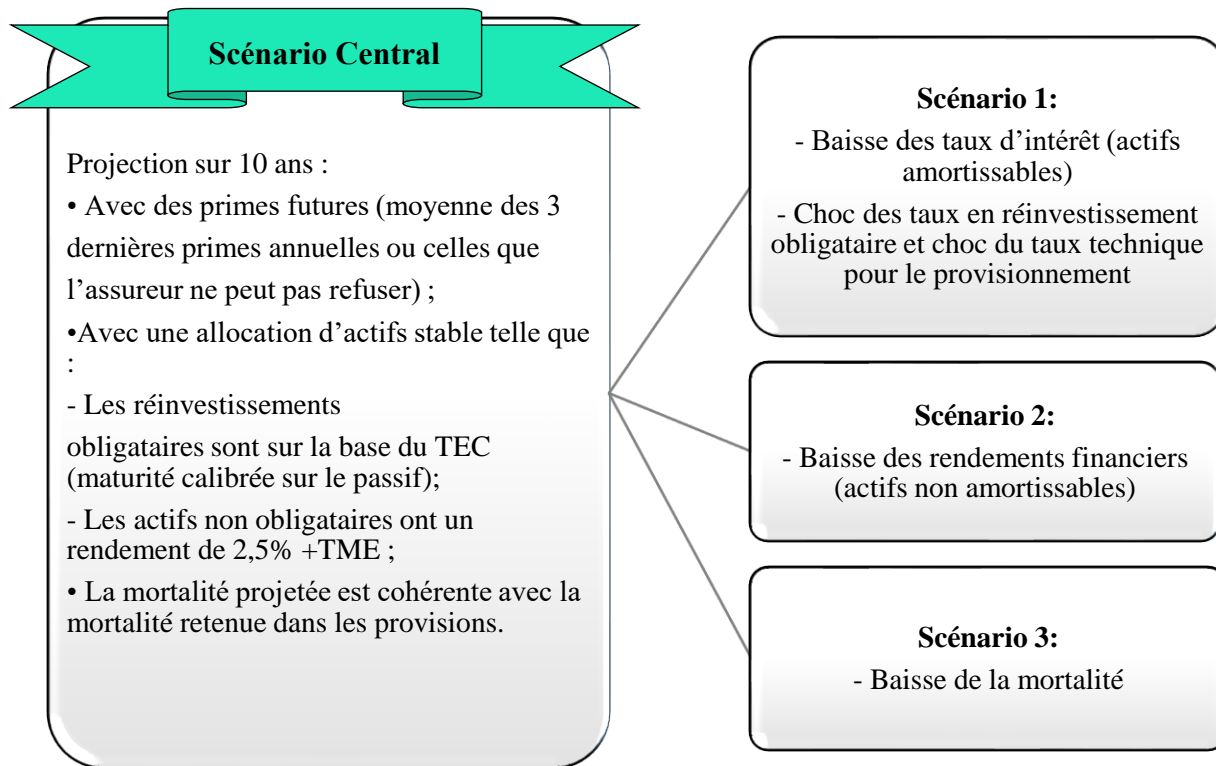 Scénario Central
Projection sur 10 ans :
• Avec des primes futures (moyenne des 3
dernières primes annuelles ou celles que
l’assureur ne peut pas refuser) ;
•Avec une allocation d’actifs stable telle que
:
- Les réinvestissements
obligataires sont sur la base du TEC
(maturité calibrée sur le passif);
- Les actifs non obligataires ont un
rendement de 2,5% +TME ;
• La mortalité projetée est cohérente avec la
mortalité retenue dans les provisions.
Scénario 1:
- Baisse des taux d’intérêt (actifs
amortissables)
- Choc des taux en réinvestissement
obligataire et choc du taux technique
pour le provisionnement
Scénario 2:
- Baisse des rendements financiers
(actifs non amortissables)
Scénario 3:
- Baisse de la mortalité